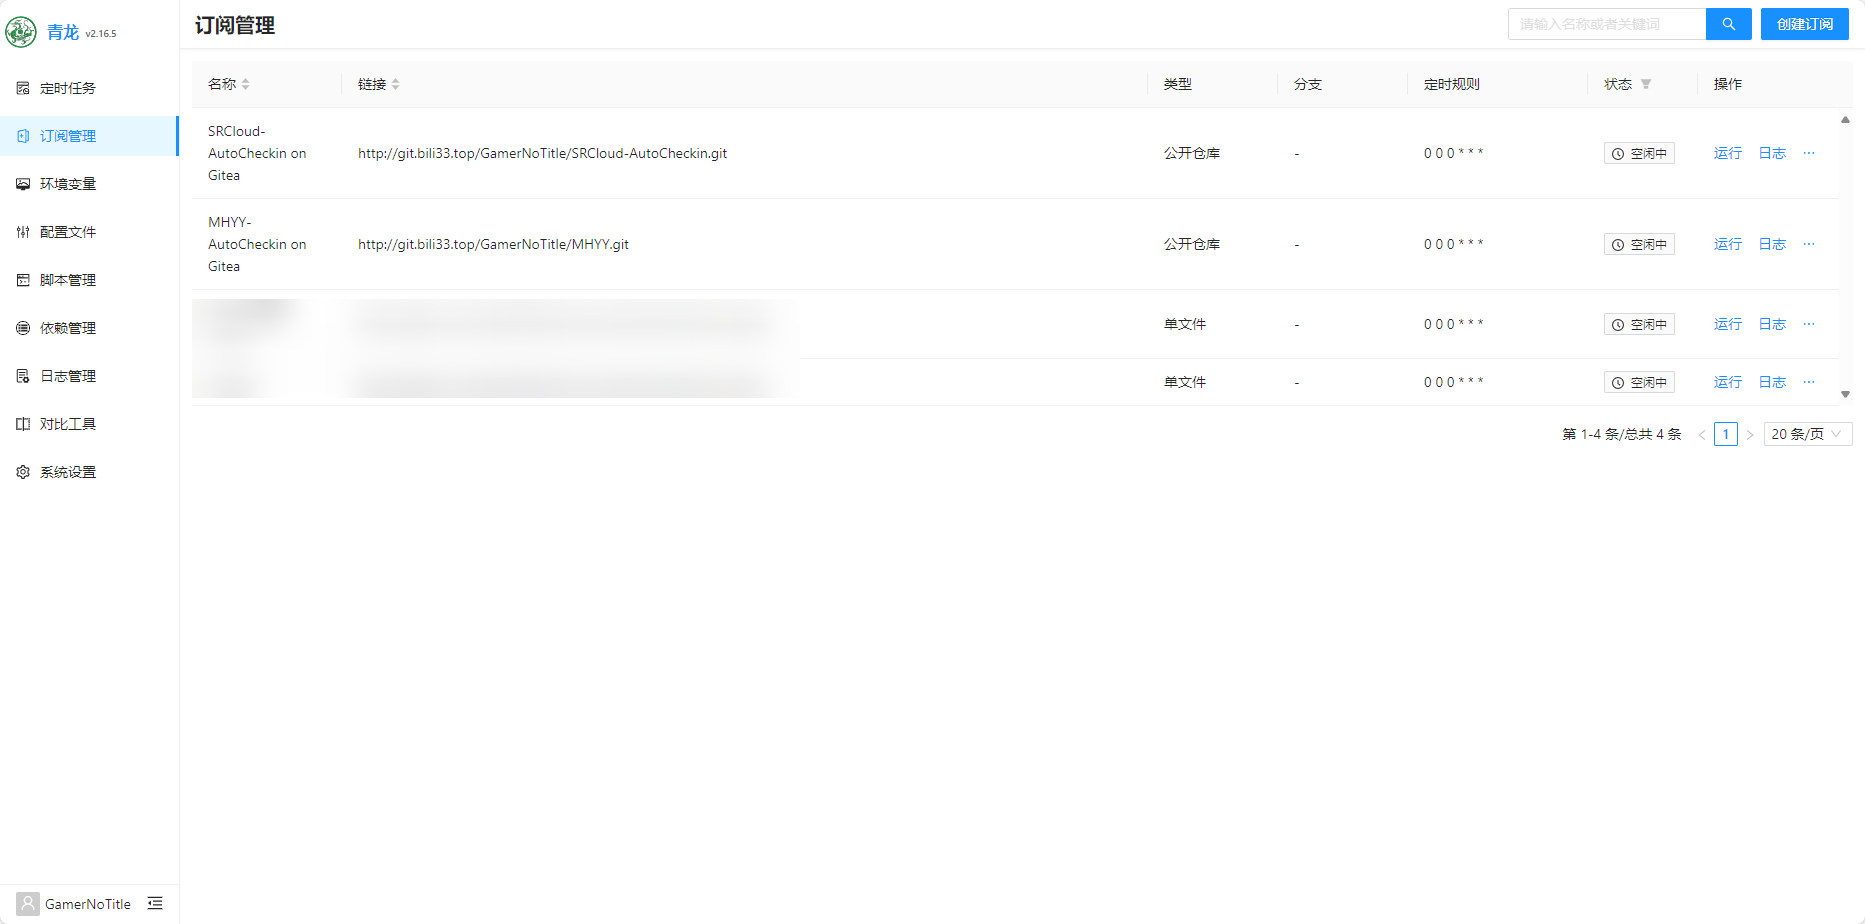 青龙 v2.16.5
定时任务
订阅管理
环境变量
配置文件
脚本管理
依赖管理
日志管理
对比工具
系统设置
GamerNoTitle
订阅管理
请输入名称或者关键词
创建订阅
名称 链接 类型 分支 定时规则 状态 操作
SRCloud-
AutoCheckin on
Gitea
http://git.bili33.top/GamerNoTitle/SRCloud-AutoCheckin.git 公开仓库 - 0 0 0 * * * 空闲中 运行 日志 ···
MHYY-
AutoCheckin on
Gitea
http://git.bili33.top/GamerNoTitle/MHYY.git 公开仓库 - 0 0 0 * * * 空闲中 运行 日志 ···
单文件 - 0 0 0 * * * 空闲中 运行 日志 ···
单文件 - 0 0 0 * * * 空闲中 运行 日志 ···
第 1-4 条/总共 4 条 < 1 > 20 条/页